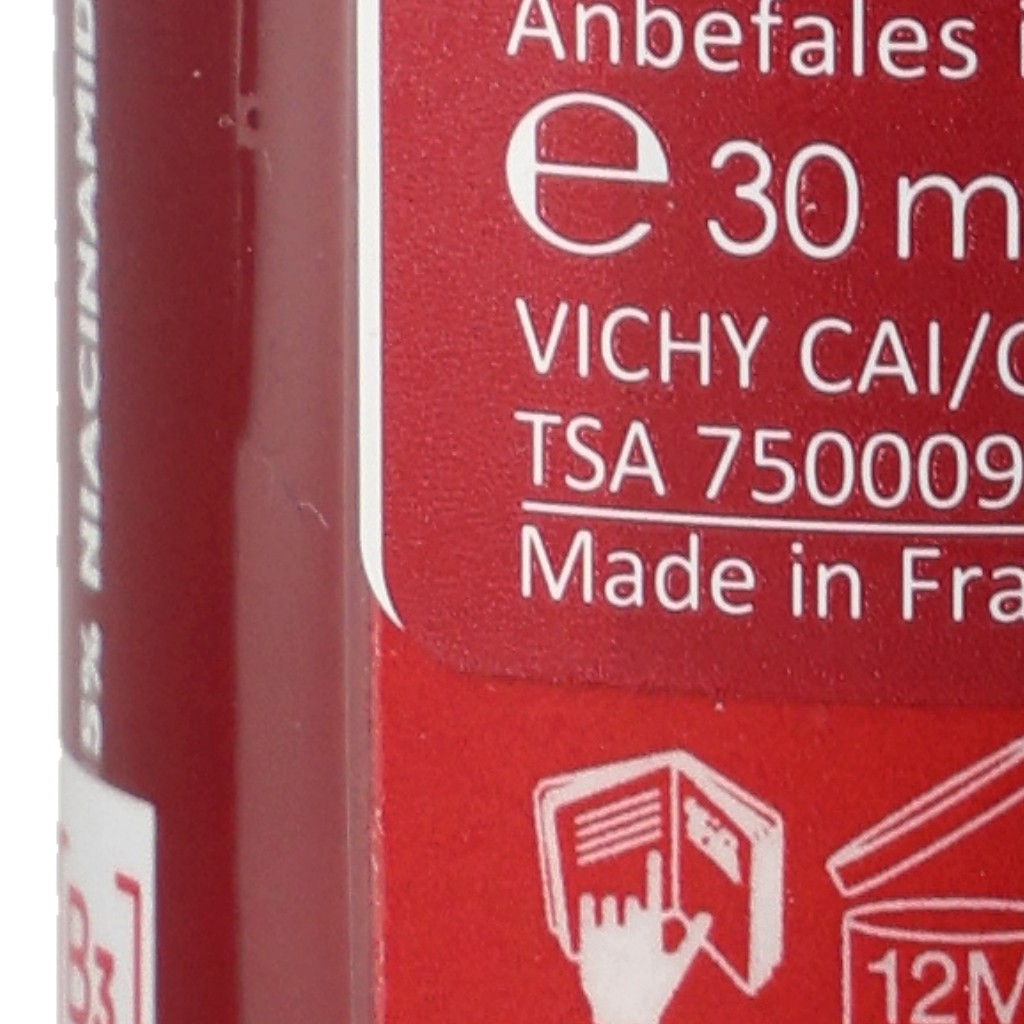 Anbefales i
e 30 m
VICHY CAI/C
TSA 750009
Made in Fra
12M
5% NIACINAMID
B3